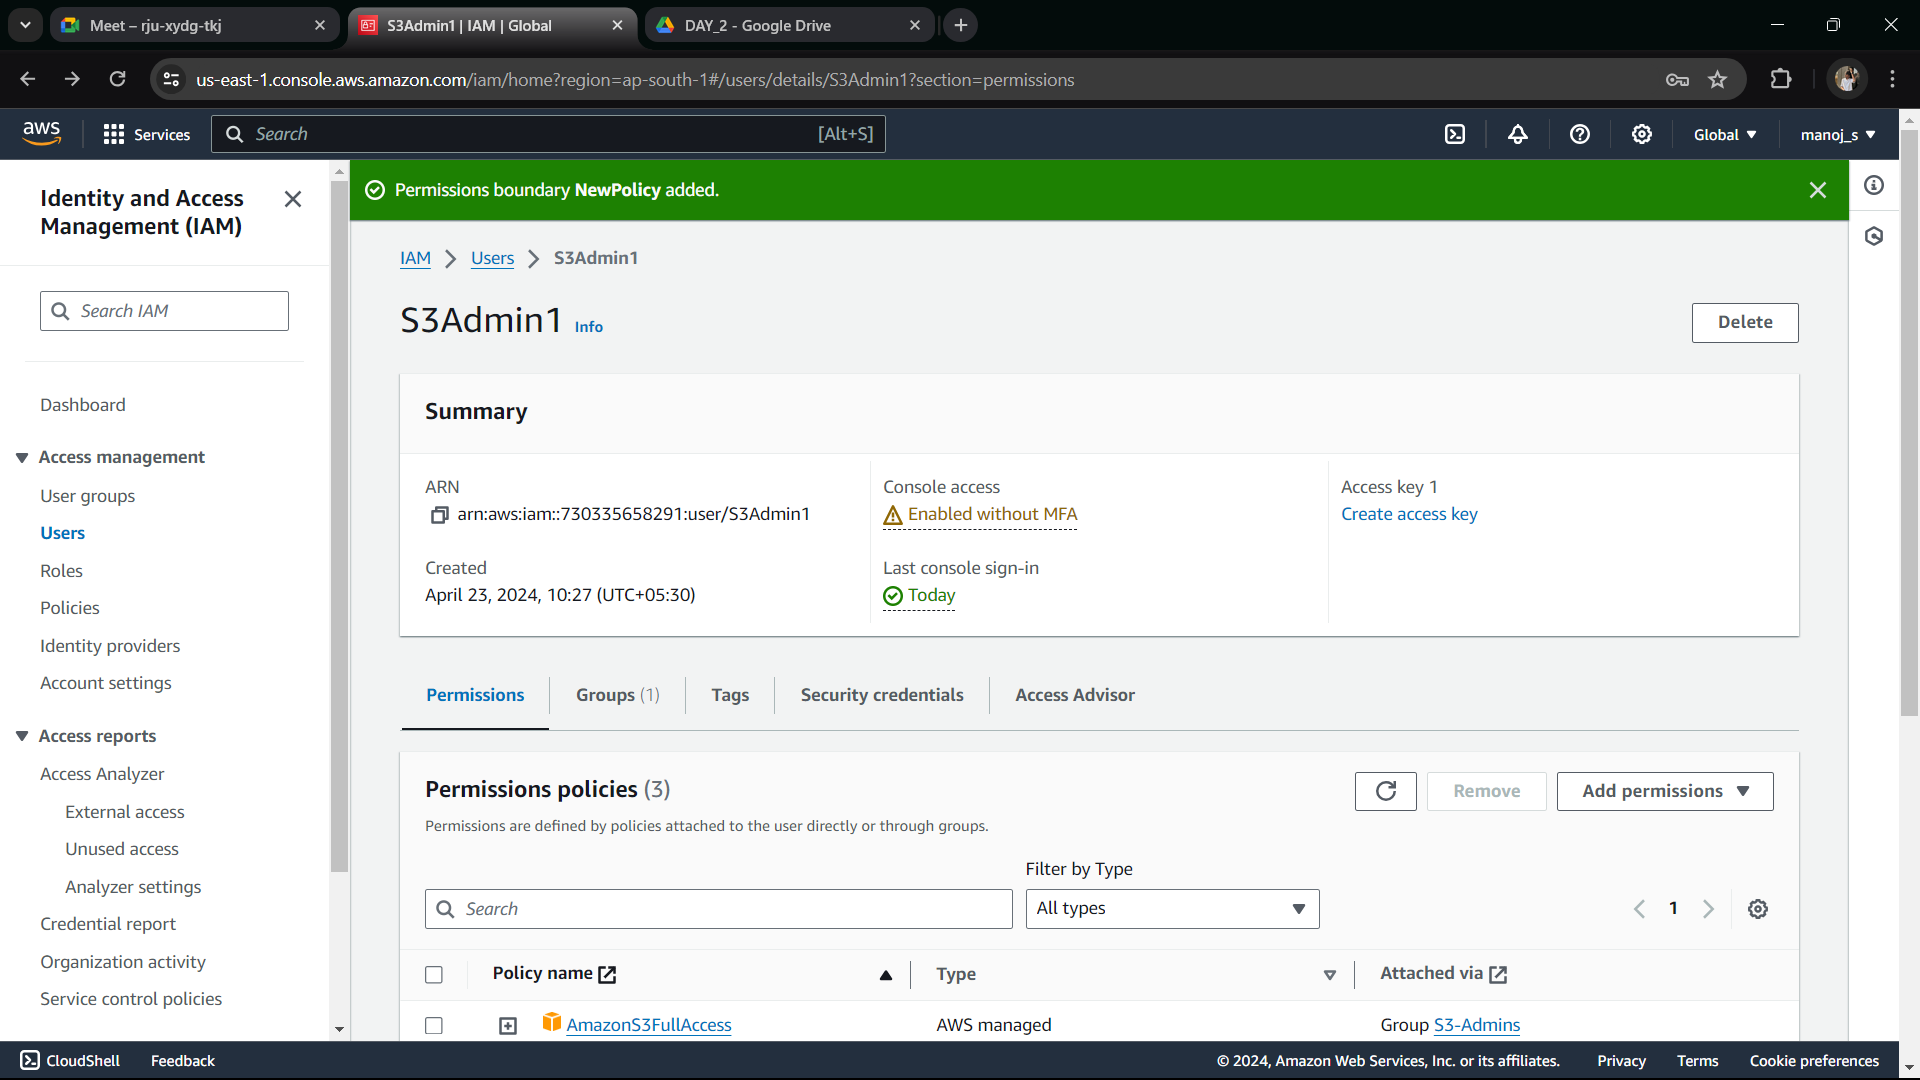 Meet – rju-xydg-tkj
S3Admin1 | IAM | Global
DAY_2 - Google Drive
us-east-1.console.aws.amazon.com/iam/home?region=ap-south-1#/users/details/S3Admin1?section=permissions
aws
Services
Search
[Alt+S]
Global
manoj_s
Identity and Access
Management (IAM)
Search IAM
Dashboard
Access management
User groups
Users
Roles
Policies
Identity providers
Account settings
Access reports
Access Analyzer
External access
Unused access
Analyzer settings
Credential report
Organization activity
Service control policies
Permissions boundary NewPolicy added.
IAM
Users
S3Admin1
S3Admin1 Info
Delete
Summary
ARN
arn:aws:iam::730335658291:user/S3Admin1
Created
April 23, 2024, 10:27 (UTC+05:30)
Console access
Enabled without MFA
Last console sign-in
Today
Access key 1
Create access key
Permissions
Groups (1)
Tags
Security credentials
Access Advisor
Permissions policies (3)
Permissions are defined by policies attached to the user directly or through groups.
Remove
Add permissions
Filter by Type
Search
All types
1
Policy name
Type
Attached via
AmazonS3FullAccess
AWS managed
Group S3-Admins
CloudShell
Feedback
© 2024, Amazon Web Services, Inc. or its affiliates.
Privacy
Terms
Cookie preferences